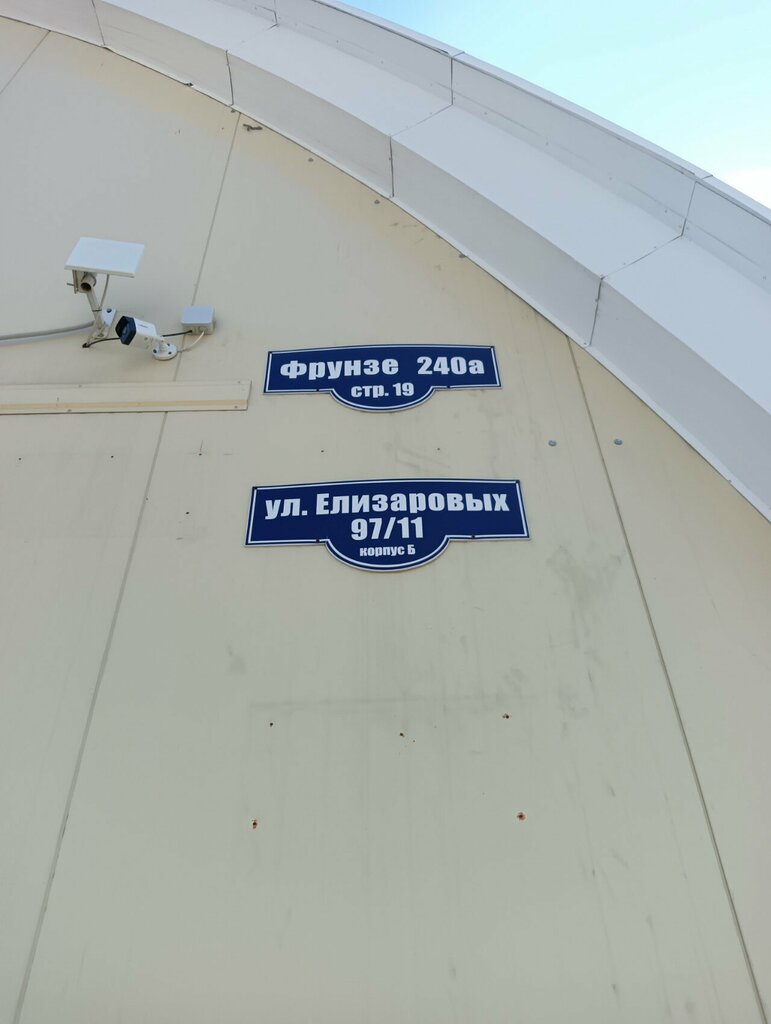 Фрунзе 240а
стр. 19
ул. Елизаровых
97/11
корпус Б